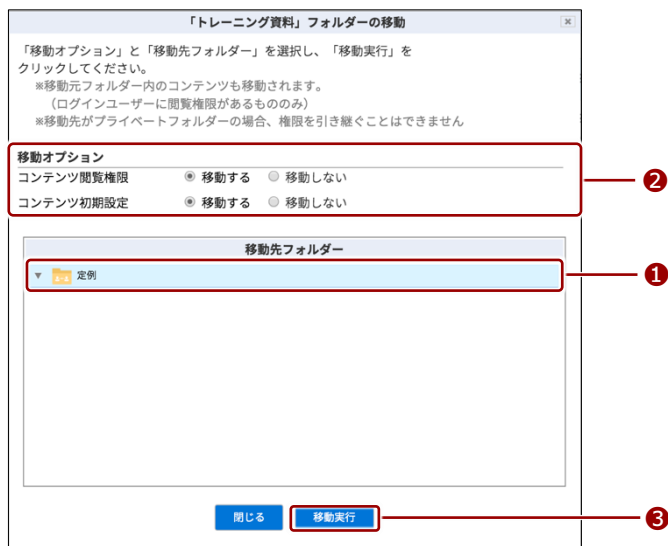 「トレーニング資料」フォルダーの移動
「移動オプション」と「移動先フォルダー」を選択し、「移動実行」を
クリックしてください。
※移動元フォルダー内のコンテンツも移動されます。
（ログインユーザーに閲覧権限があるもののみ）
※移動先がプライベートフォルダーの場合、権限を引き継ぐことはできません
移動オプション
コンテンツ閲覧権限 移動する 移動しない
コンテンツ初期設定 移動する 移動しない
❷
移動先フォルダー
定例
❶
閉じる 移動実行
❸